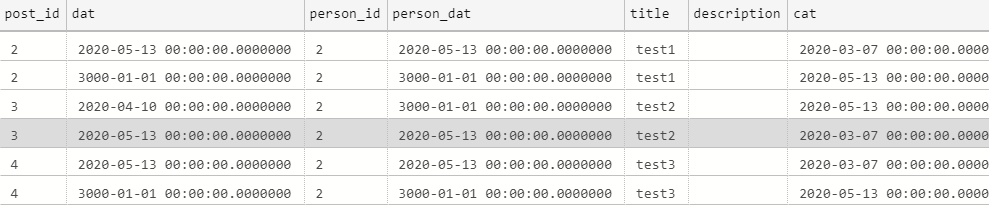 post_id dat person_id person_dat title description cat
2 2020-05-13 00:00:00.0000000 2 2020-05-13 00:00:00.0000000 test1 2020-03-07 00:00:00.0000
2 3000-01-01 00:00:00.0000000 2 3000-01-01 00:00:00.0000000 test1 2020-05-13 00:00:00.0000
3 2020-04-10 00:00:00.0000000 2 3000-01-01 00:00:00.0000000 test2 2020-05-13 00:00:00.0000
3 2020-05-13 00:00:00.0000000 2 2020-05-13 00:00:00.0000000 test2 2020-03-07 00:00:00.0000
4 2020-05-13 00:00:00.0000000 2 2020-05-13 00:00:00.0000000 test3 2020-03-07 00:00:00.0000
4 3000-01-01 00:00:00.0000000 2 3000-01-01 00:00:00.0000000 test3 2020-05-13 00:00:00.0000